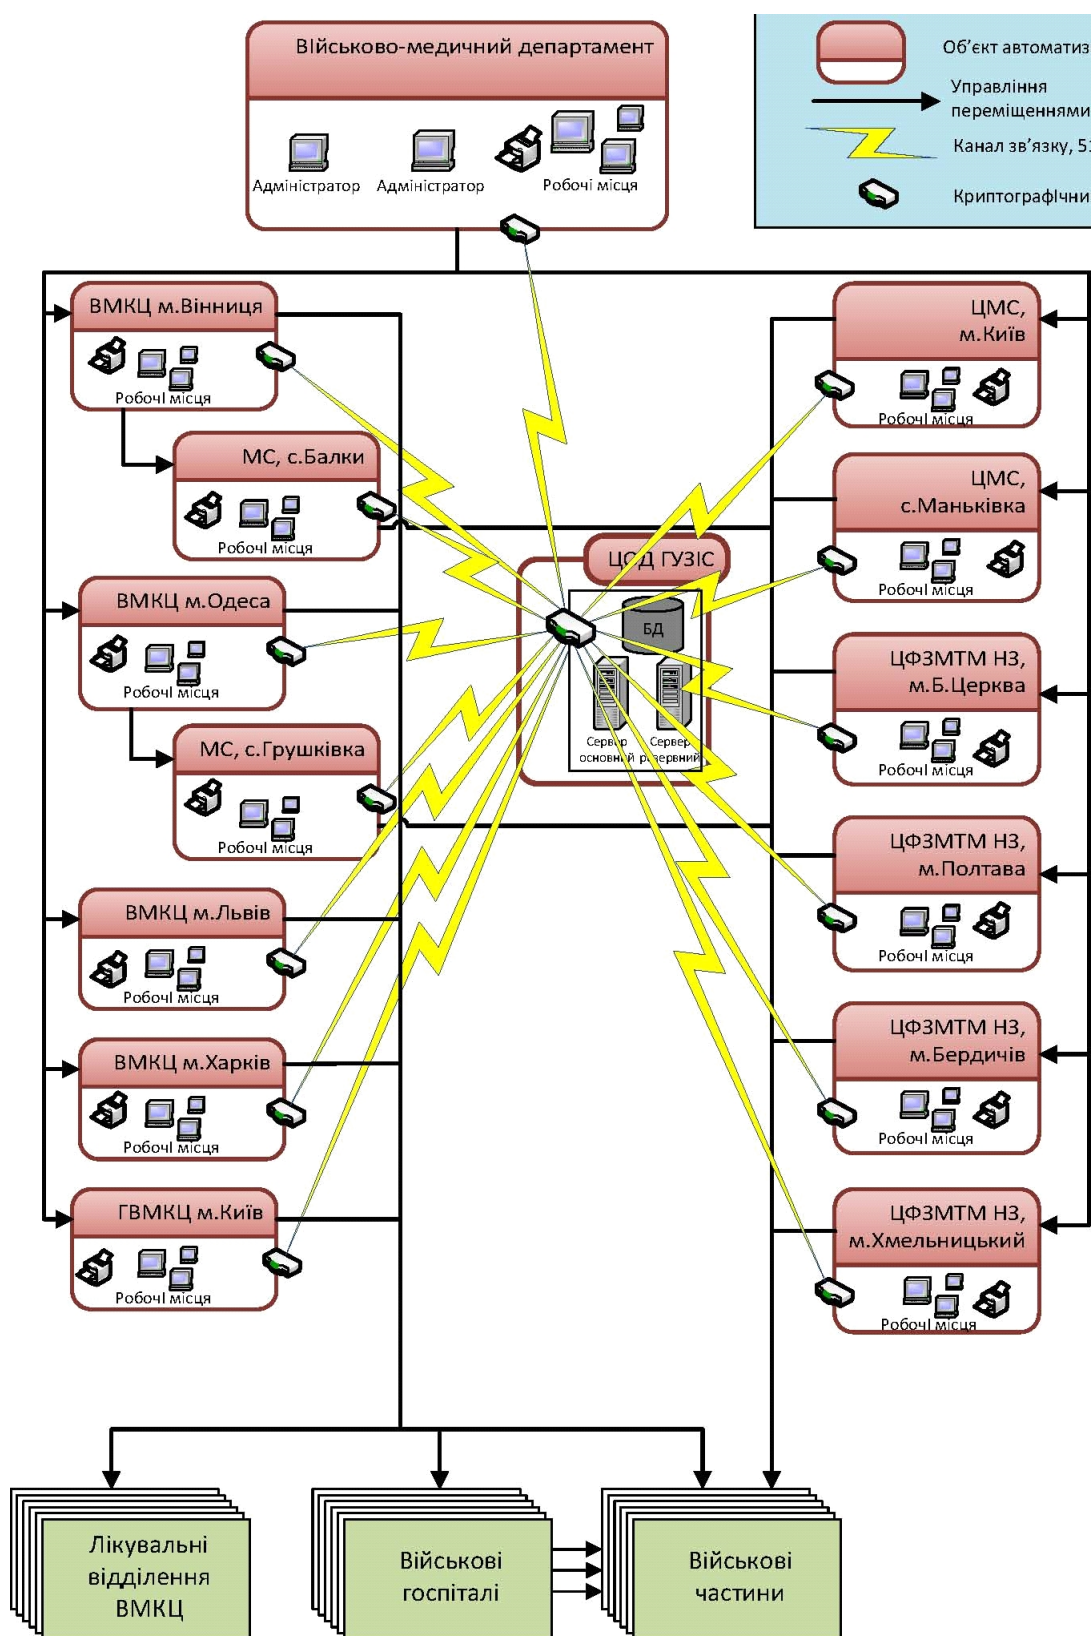 ВІйськово-медичний департамент
Адміністратор
Адміністратор
Робочі місця
Об'єкт автоматиз
Управління
переміщеннями
Канал зв'язку, 51
КриптографІчни
ВМКЦ м.Вінниця
РобочІ місця
МС, с.Балки
Робочі місця
ВМКЦ м.Одеса
РобочІ місця
МС, с.Грушківка
РобочІ місця
ВМКЦ м.Львів
РобочІ місця
ВМКЦ м.Харків
РобочІ місця
ГВМКЦ м.Київ
РобочІ місця
ЦОД ГУЗІС
БД
Сервер
основний
Сервер
резервний
ЦМС,
м.Київ
РобочІ місця
ЦМС,
с.Маньківка
РобочІ місця
ЦФЗМТМ НЗ,
м.Б.Церква
РобочІ місця
ЦФЗМТМ НЗ,
м.Полтава
РобочІ місця
ЦФЗМТМ НЗ,
м.Бердичів
РобочІ місця
ЦФЗМТМ НЗ,
м.Хмельницький
РобочІ місця
Лікувальні
відділення
ВМКЦ
Військові
госпіталі
Військові
частини